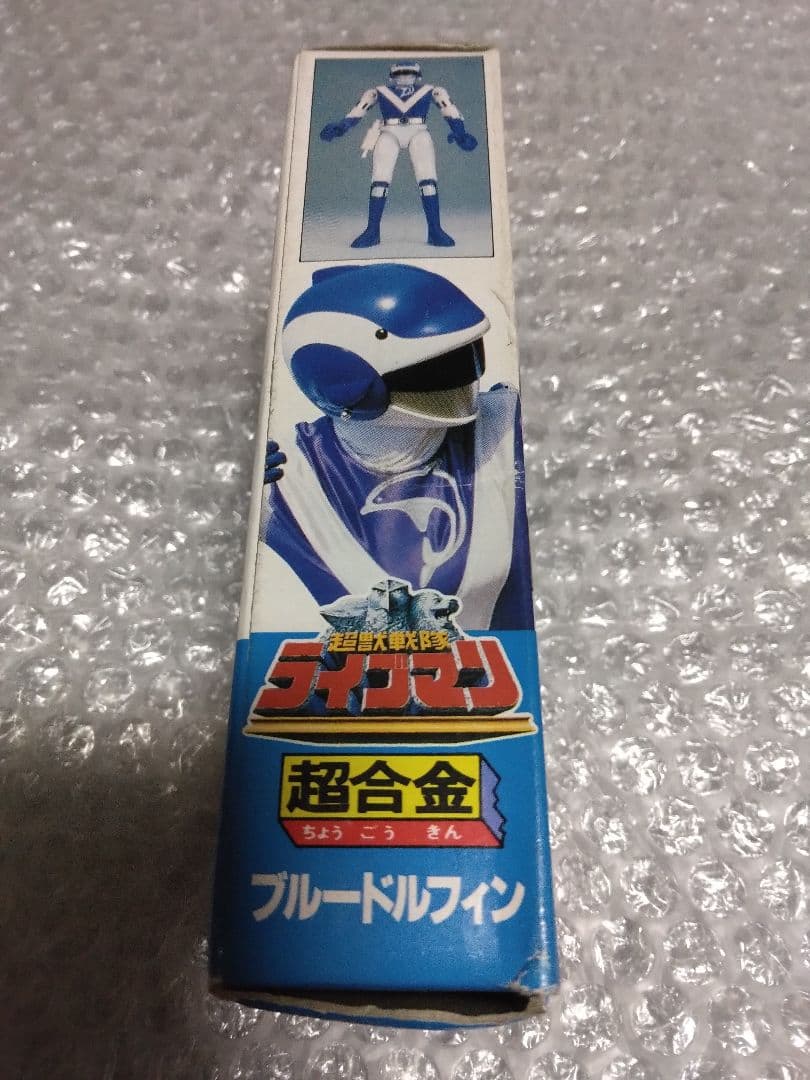 超獣戦隊
ライブマン
超合金
ちょう ごう きん
ブルードルフィン